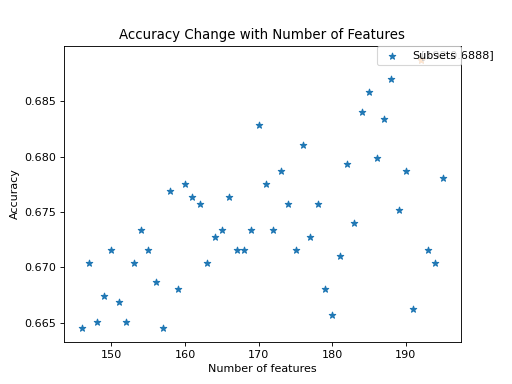 Accuracy Change with Number of Features
Subsets
.6888]
0.685
0.680
0.675
0.670
0.665
Accuracy
150 160 170 180 190
Number of features